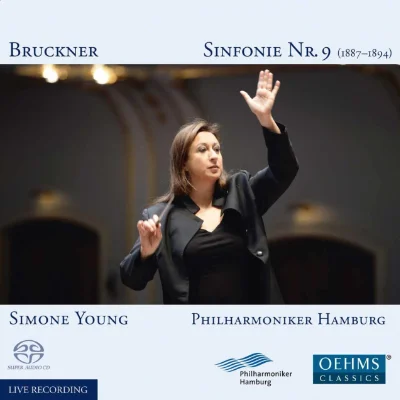 BRUCKNER SINFONIE NR. 9 (1887–1894)
SIMONE YOUNG PHILHARMONIKER HAMBURG
SUPER AUDIO CD
LIVE RECORDING
Philharmoniker
Hamburg
OEHMS
CLASSICS